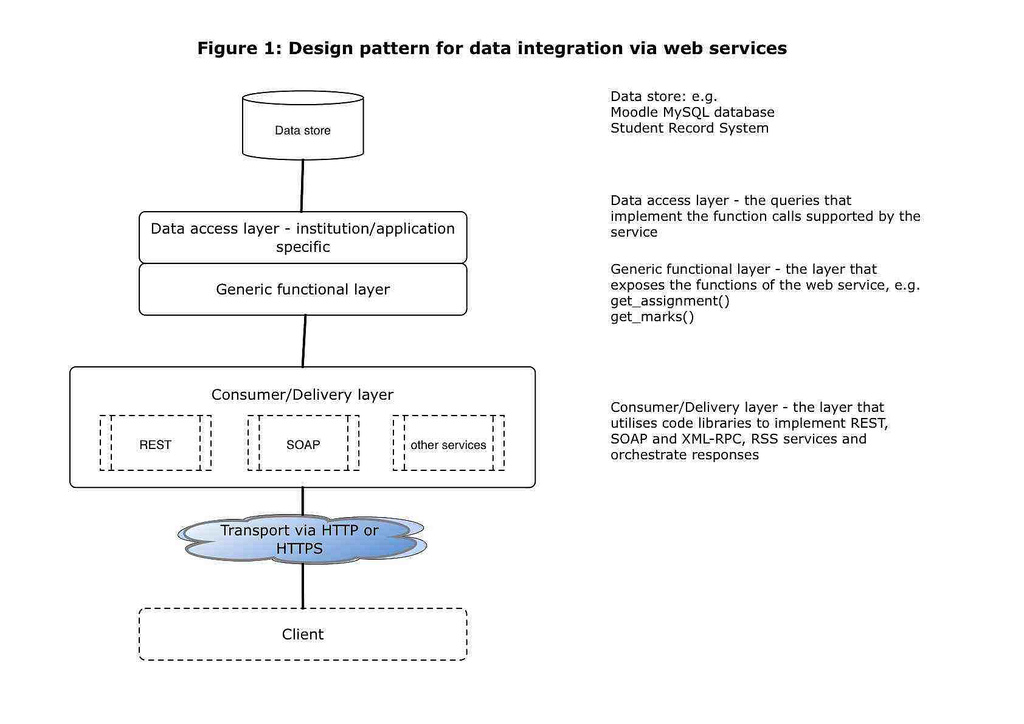 Figure 1: Design pattern for data integration via web services
Data store
Data store: e.g.
Moodle MySQL database
Student Record System
Data access layer - institution/application
specific
Data access layer - the queries that
implement the function calls supported by the
service
Generic functional layer
Generic functional layer - the layer that
exposes the functions of the web service, e.g.
get_assignment()
get_marks()
Consumer/Delivery layer
REST
SOAP
other services
Consumer/Delivery layer - the layer that
utilises code libraries to implement REST,
SOAP and XML-RPC, RSS services and
orchestrate responses
Transport via HTTP or
HTTPS
Client